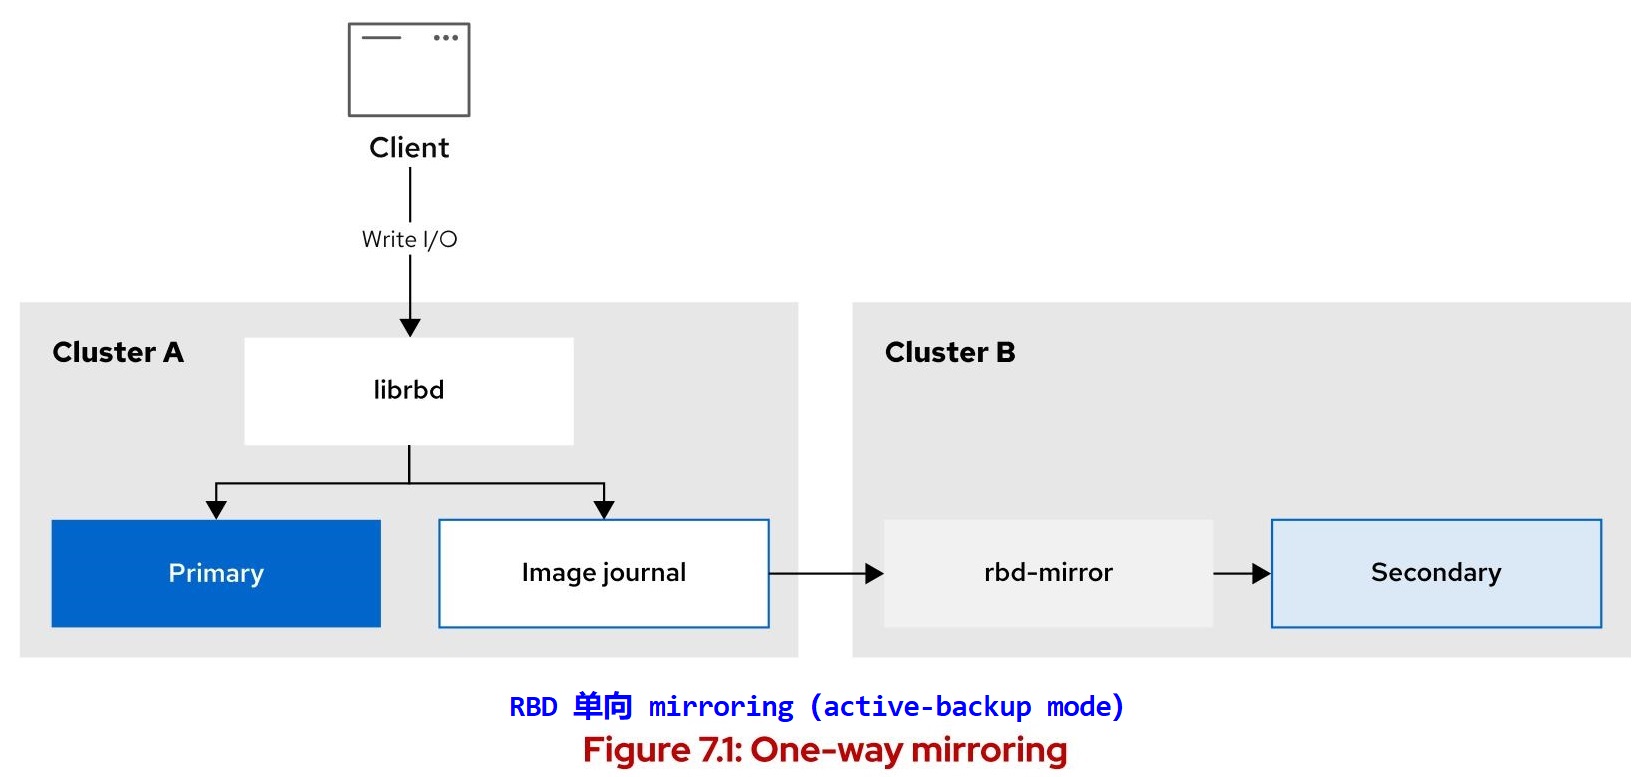 Client
Write I/O
Cluster A
librbd
Primary
Image journal
Cluster B
rbd-mirror
Secondary
RBD 单向 mirroring (active-backup mode)
Figure 7.1: One-way mirroring